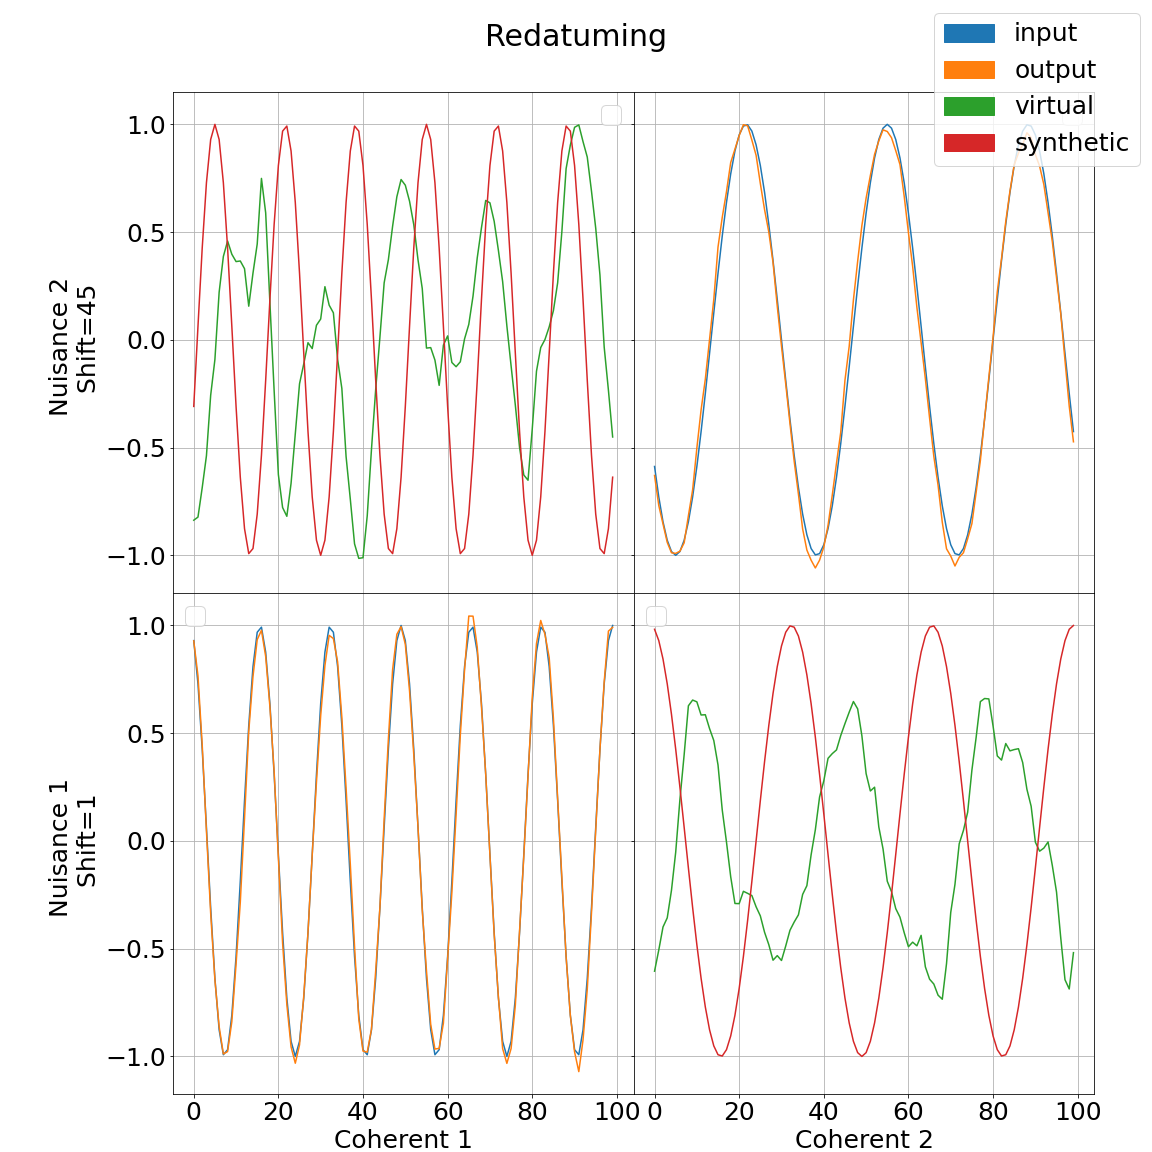 Redatuming
input
output
virtual
synthetic
1.0
0.5
0.0
−0.5
−1.0
Nuisance 2
Shift=45
1.0
0.5
0.0
−0.5
−1.0
Nuisance 1
Shift=1
0 20 40 60 80 100
0 20 40 60 80 100
Coherent 1
Coherent 2